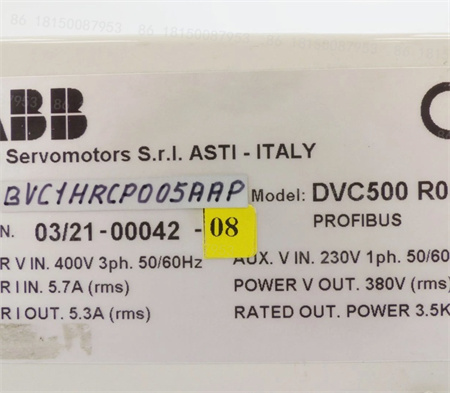 86 18150087953
ABB
Servomotors S.r.l. ASTI - ITALY
BVC1HRCP005AAP Model: DVC500 R0
PROFIBUS
N. 03/21-00042 - 08
R V IN. 400V 3ph. 50/60Hz AUX. V IN. 230V 1ph. 50/60
R I IN. 5.7A (rms) POWER V OUT. 380V (rms)
R I OUT. 5.3A (rms) RATED OUT. POWER 3.5K